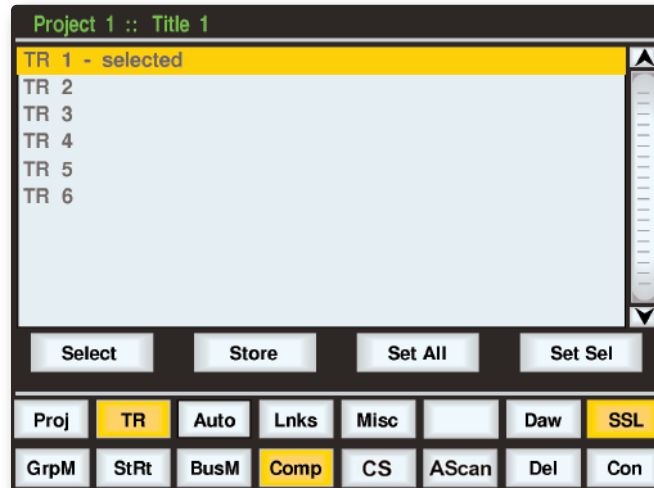 Project 1 :: Title 1
TR 1 - selected
TR 2
TR 3
TR 4
TR 5
TR 6
Select Store Set All Set Sel
Proj TR Auto Lnks Misc Daw SSL
GrpM StRt BusM Comp CS AScan Del Con